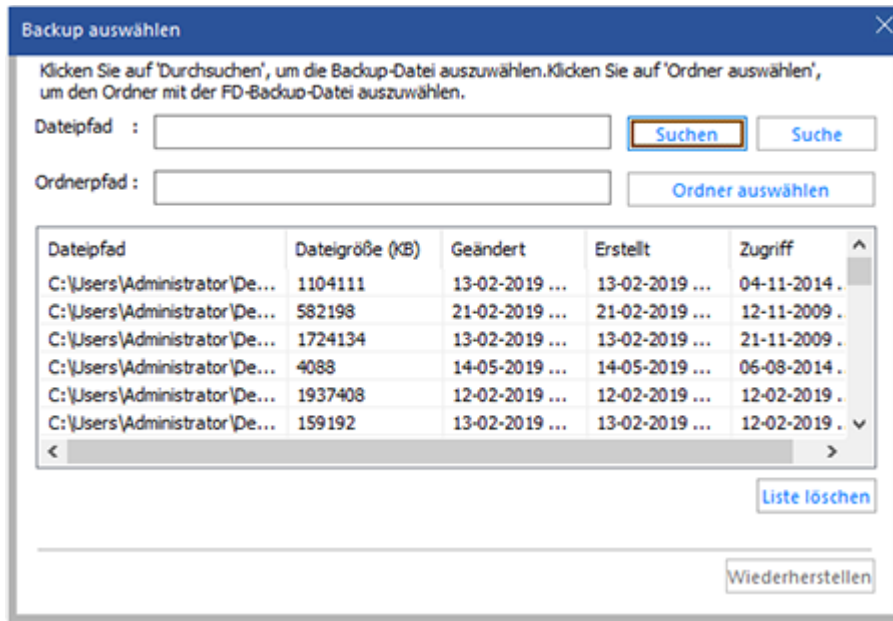 Backup auswählen
Klicken Sie auf 'Durchsuchen', um die Backup-Datei auszuwählen.Klicken Sie auf 'Ordner auswählen',
um den Ordner mit der FD-Backup-Datei auszuwählen.
Dateipfad : Suchen Suche
Ordnerpfad : Ordner auswählen
Dateipfad Dateigröße (KB) Geändert Erstellt Zugriff
C:\Users\Administrator\De... 1104111 13-02-2019 ... 13-02-2019 ... 04-11-2014 .
C:\Users\Administrator\De... 582198 21-02-2019 ... 21-02-2019 ... 12-11-2009 .
C:\Users\Administrator\De... 1724134 13-02-2019 ... 13-02-2019 ... 21-11-2009 .
C:\Users\Administrator\De... 4088 14-05-2019 ... 14-05-2019 ... 06-08-2014 .
C:\Users\Administrator\De... 1937408 12-02-2019 ... 12-02-2019 ... 12-02-2019 .
C:\Users\Administrator\De... 159192 13-02-2019 ... 13-02-2019 ... 12-02-2019 .
Liste löschen
Wiederherstellen